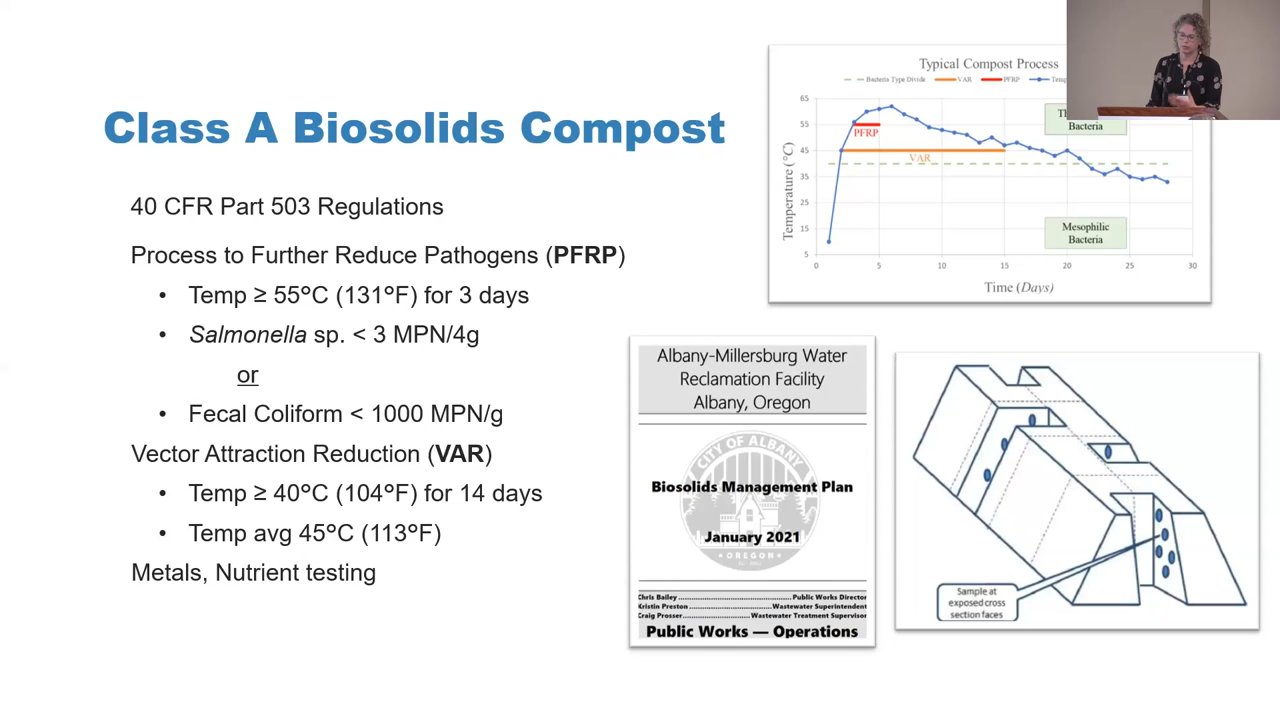 Class A Biosolids Compost
40 CFR Part 503 Regulations
Process to Further Reduce Pathogens (PFRP)
• Temp ≥ 55°C (131°F) for 3 days
• Salmonella sp. < 3 MPN/4g
or
• Fecal Coliform < 1000 MPN/g
Vector Attraction Reduction (VAR)
• Temp ≥ 40°C (104°F) for 14 days
• Temp avg 45°C (113°F)
Metals, Nutrient testing
Typical Compost Process
Bacteria Type Divide VAR PFRP
65
55
45
35
25
15
5
Temperature (°C)
PFRP
VAR
Bacteria
Mesophilic
Bacteria
0 5 10 15 20 25 30
Time (Days)
Albany-Millersburg Water
Reclamation Facility
Albany, Oregon
CITY OF ALBANY
Biosolids Management Plan
January 2021
OREGON
Chris Bailey Public Works Director
Kristin Preston Wastewater Superintendent
Craig Prosser Wastewater Treatment Supervisor
Public Works — Operations
Sample at
exposed cross
section faces